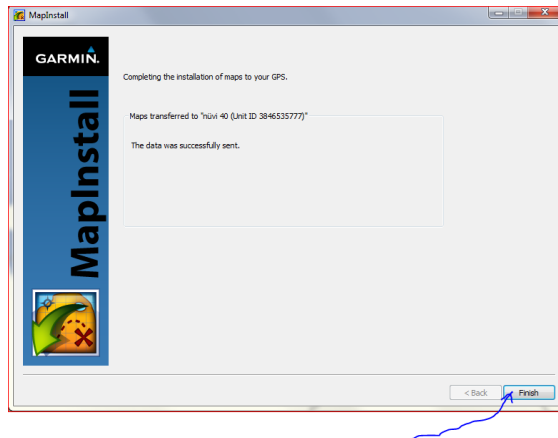 MapInstall
GARMIN.
MapInstall
Completing the installation of maps to your GPS.
Maps transferred to "nüvi 40 (Unit ID 3846535777)"
The data was successfully sent.
< Back
Finish